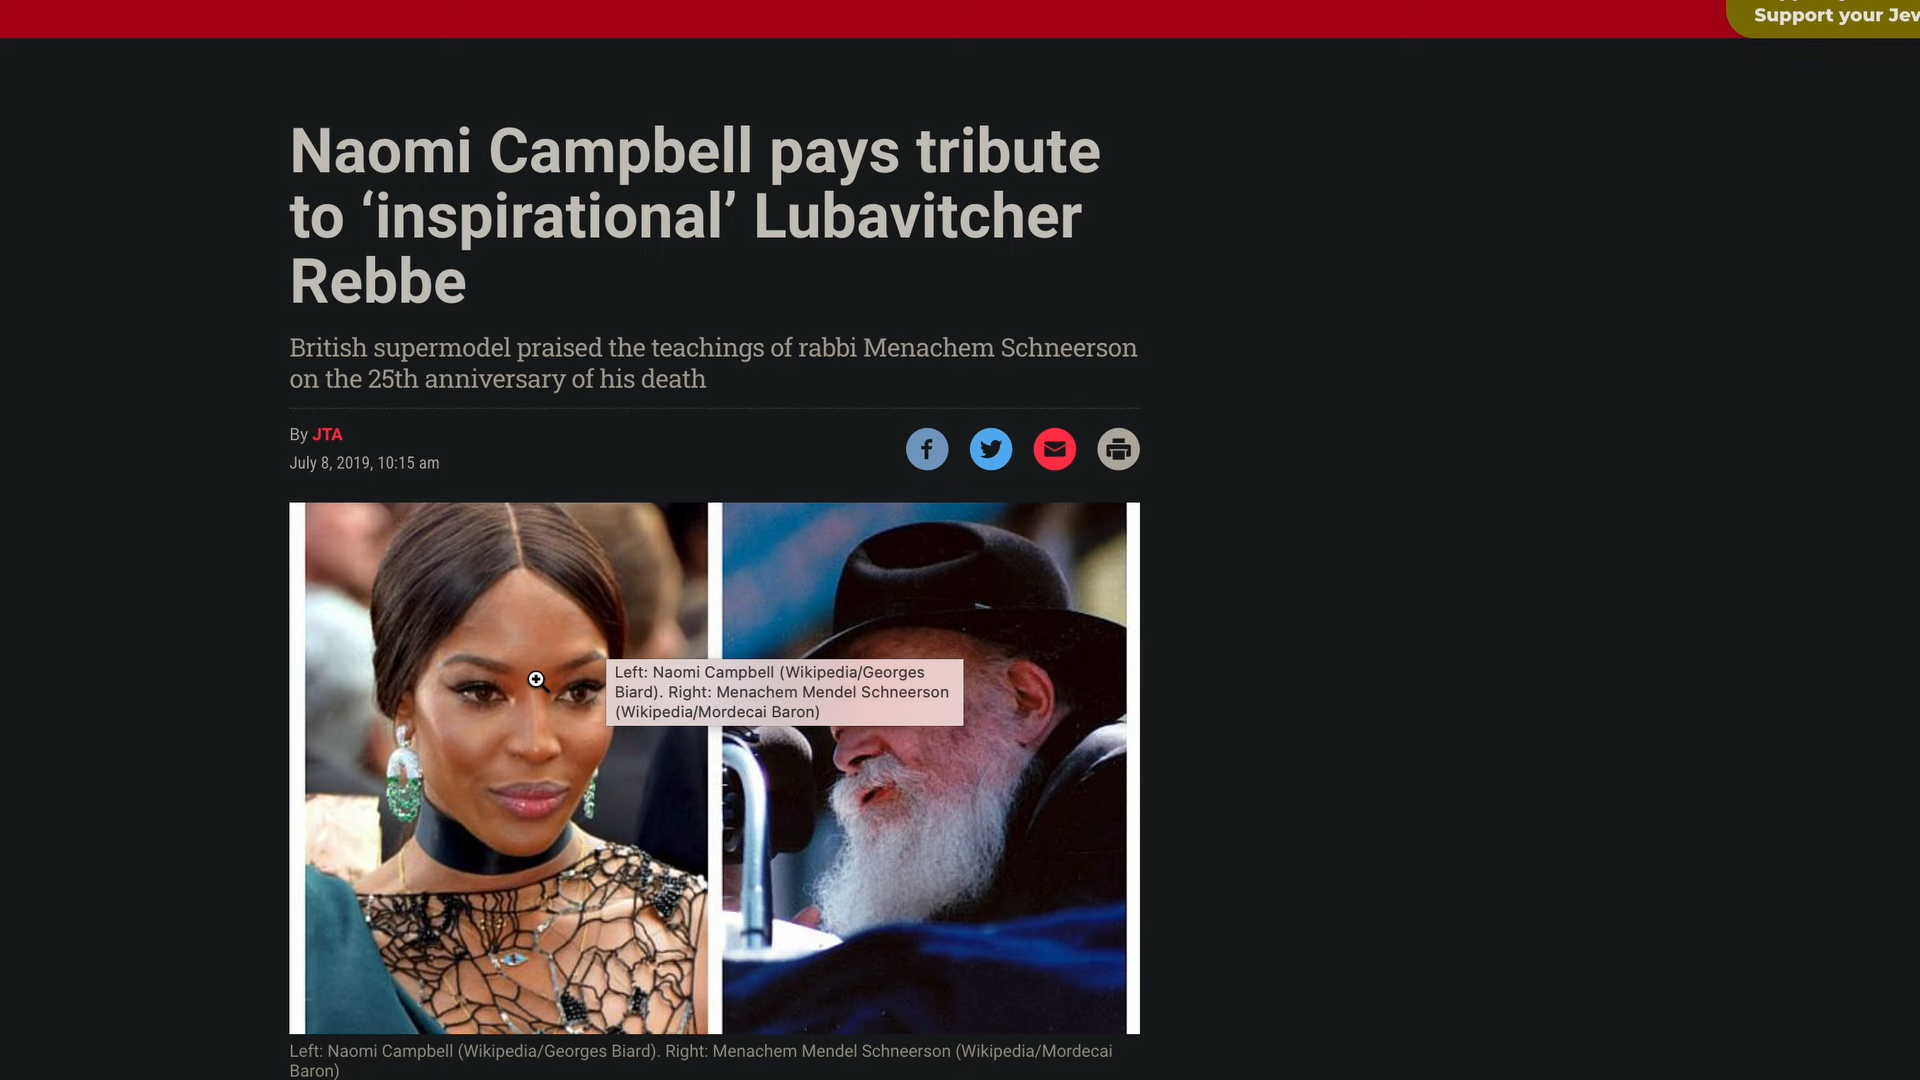 Support your Jew
Naomi Campbell pays tribute
to ‘inspirational’ Lubavitcher
Rebbe
British supermodel praised the teachings of rabbi Menachem Schneerson
on the 25th anniversary of his death
By JTA
July 8, 2019, 10:15 am
Left: Naomi Campbell (Wikipedia/Georges
Biard). Right: Menachem Mendel Schneerson
(Wikipedia/Mordecai Baron)
Left: Naomi Campbell (Wikipedia/Georges Biard). Right: Menachem Mendel Schneerson (Wikipedia/Mordecai
Baron)